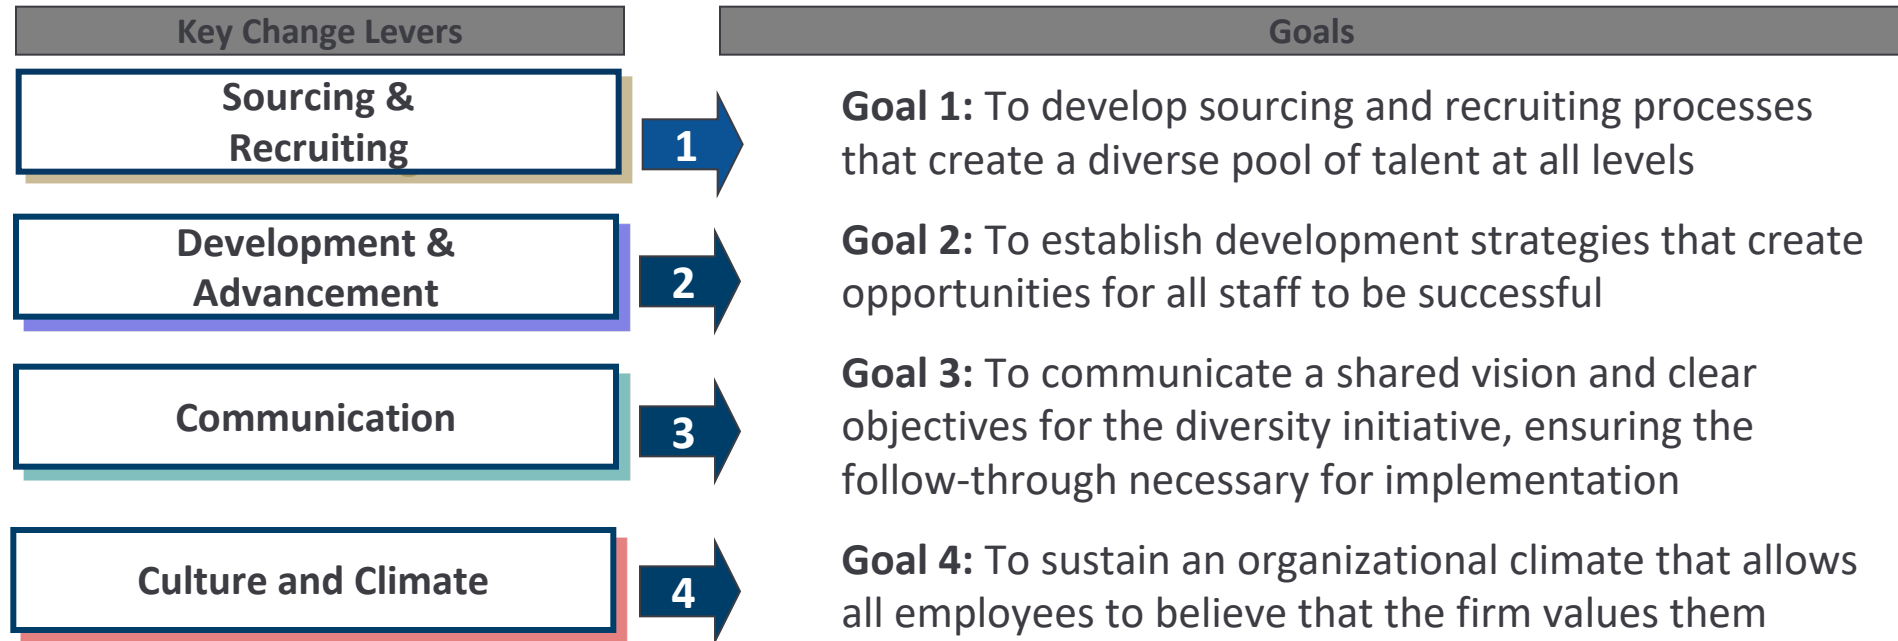 Key Change Levers
Goals
Sourcing &
Recruiting
1
Goal 1: To develop sourcing and recruiting processes
that create a diverse pool of talent at all levels
Development &
Advancement
2
Goal 2: To establish development strategies that create
opportunities for all staff to be successful
Communication
3
Goal 3: To communicate a shared vision and clear
objectives for the diversity initiative, ensuring the
follow-through necessary for implementation
Culture and Climate
4
Goal 4: To sustain an organizational climate that allows
all employees to believe that the firm values them